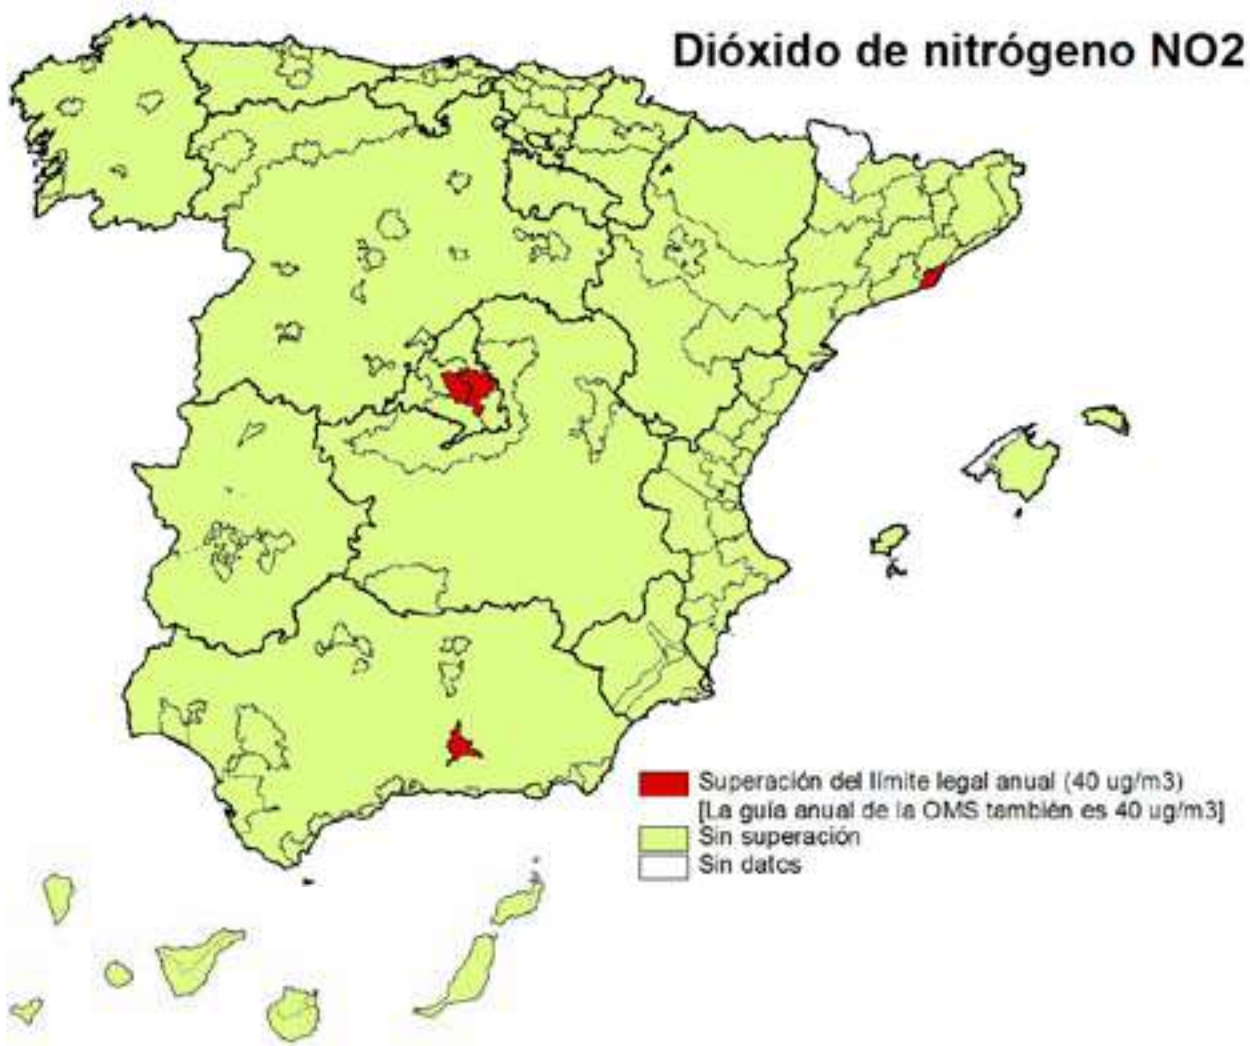 Dióxido de nitrógeno NO2
Superación del límite legal anual (40 ug/m3)
[La guía anual de la OMS también es 40 ug/m3]
Sin superación
Sin datos